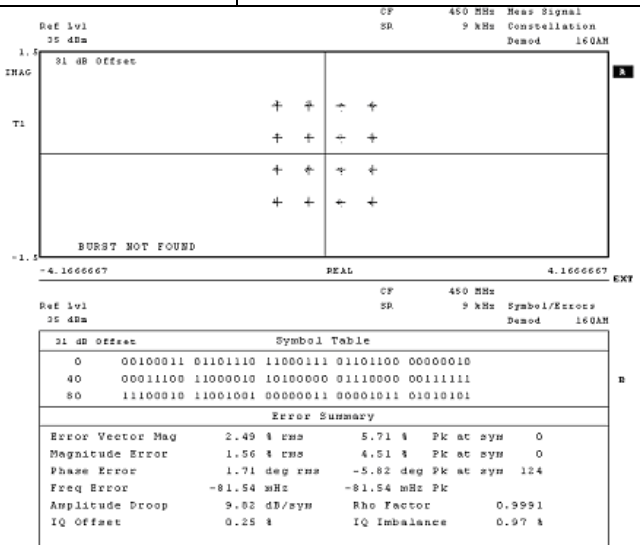 CF 450 MHz Meas Signal
Ref Lvl SR 9 kHz Constellation
35 dBm Demod 16QAM
1.5
31 dB Offset
IMAG A
T1
BURST NOT FOUND
-1.5
-4.1666667 REAL 4.1666667
EXT
CF 450 MHz
Ref Lvl SR 9 kHz Symbol/Errors
35 dBm Demod 16QAM
31 dB Offset Symbol Table
0 00100011 01101110 11000111 01101100 00000010
40 00011100 11000010 10100000 01110000 00111111 B
80 11100010 11001001 00000011 00001011 01010101
Error Summary
Error Vector Mag 2.49 % rms 5.71 % Pk at sym 0
Magnitude Error 1.56 % rms 4.51 % Pk at sym 0
Phase Error 1.71 deg rms -5.82 deg Pk at sym 124
Freq Error -81.54 mHz -81.54 mHz Pk
Amplitude Droop 9.82 dB/sym Rho Factor 0.9991
IQ Offset 0.25 % IQ Imbalance 0.97 %